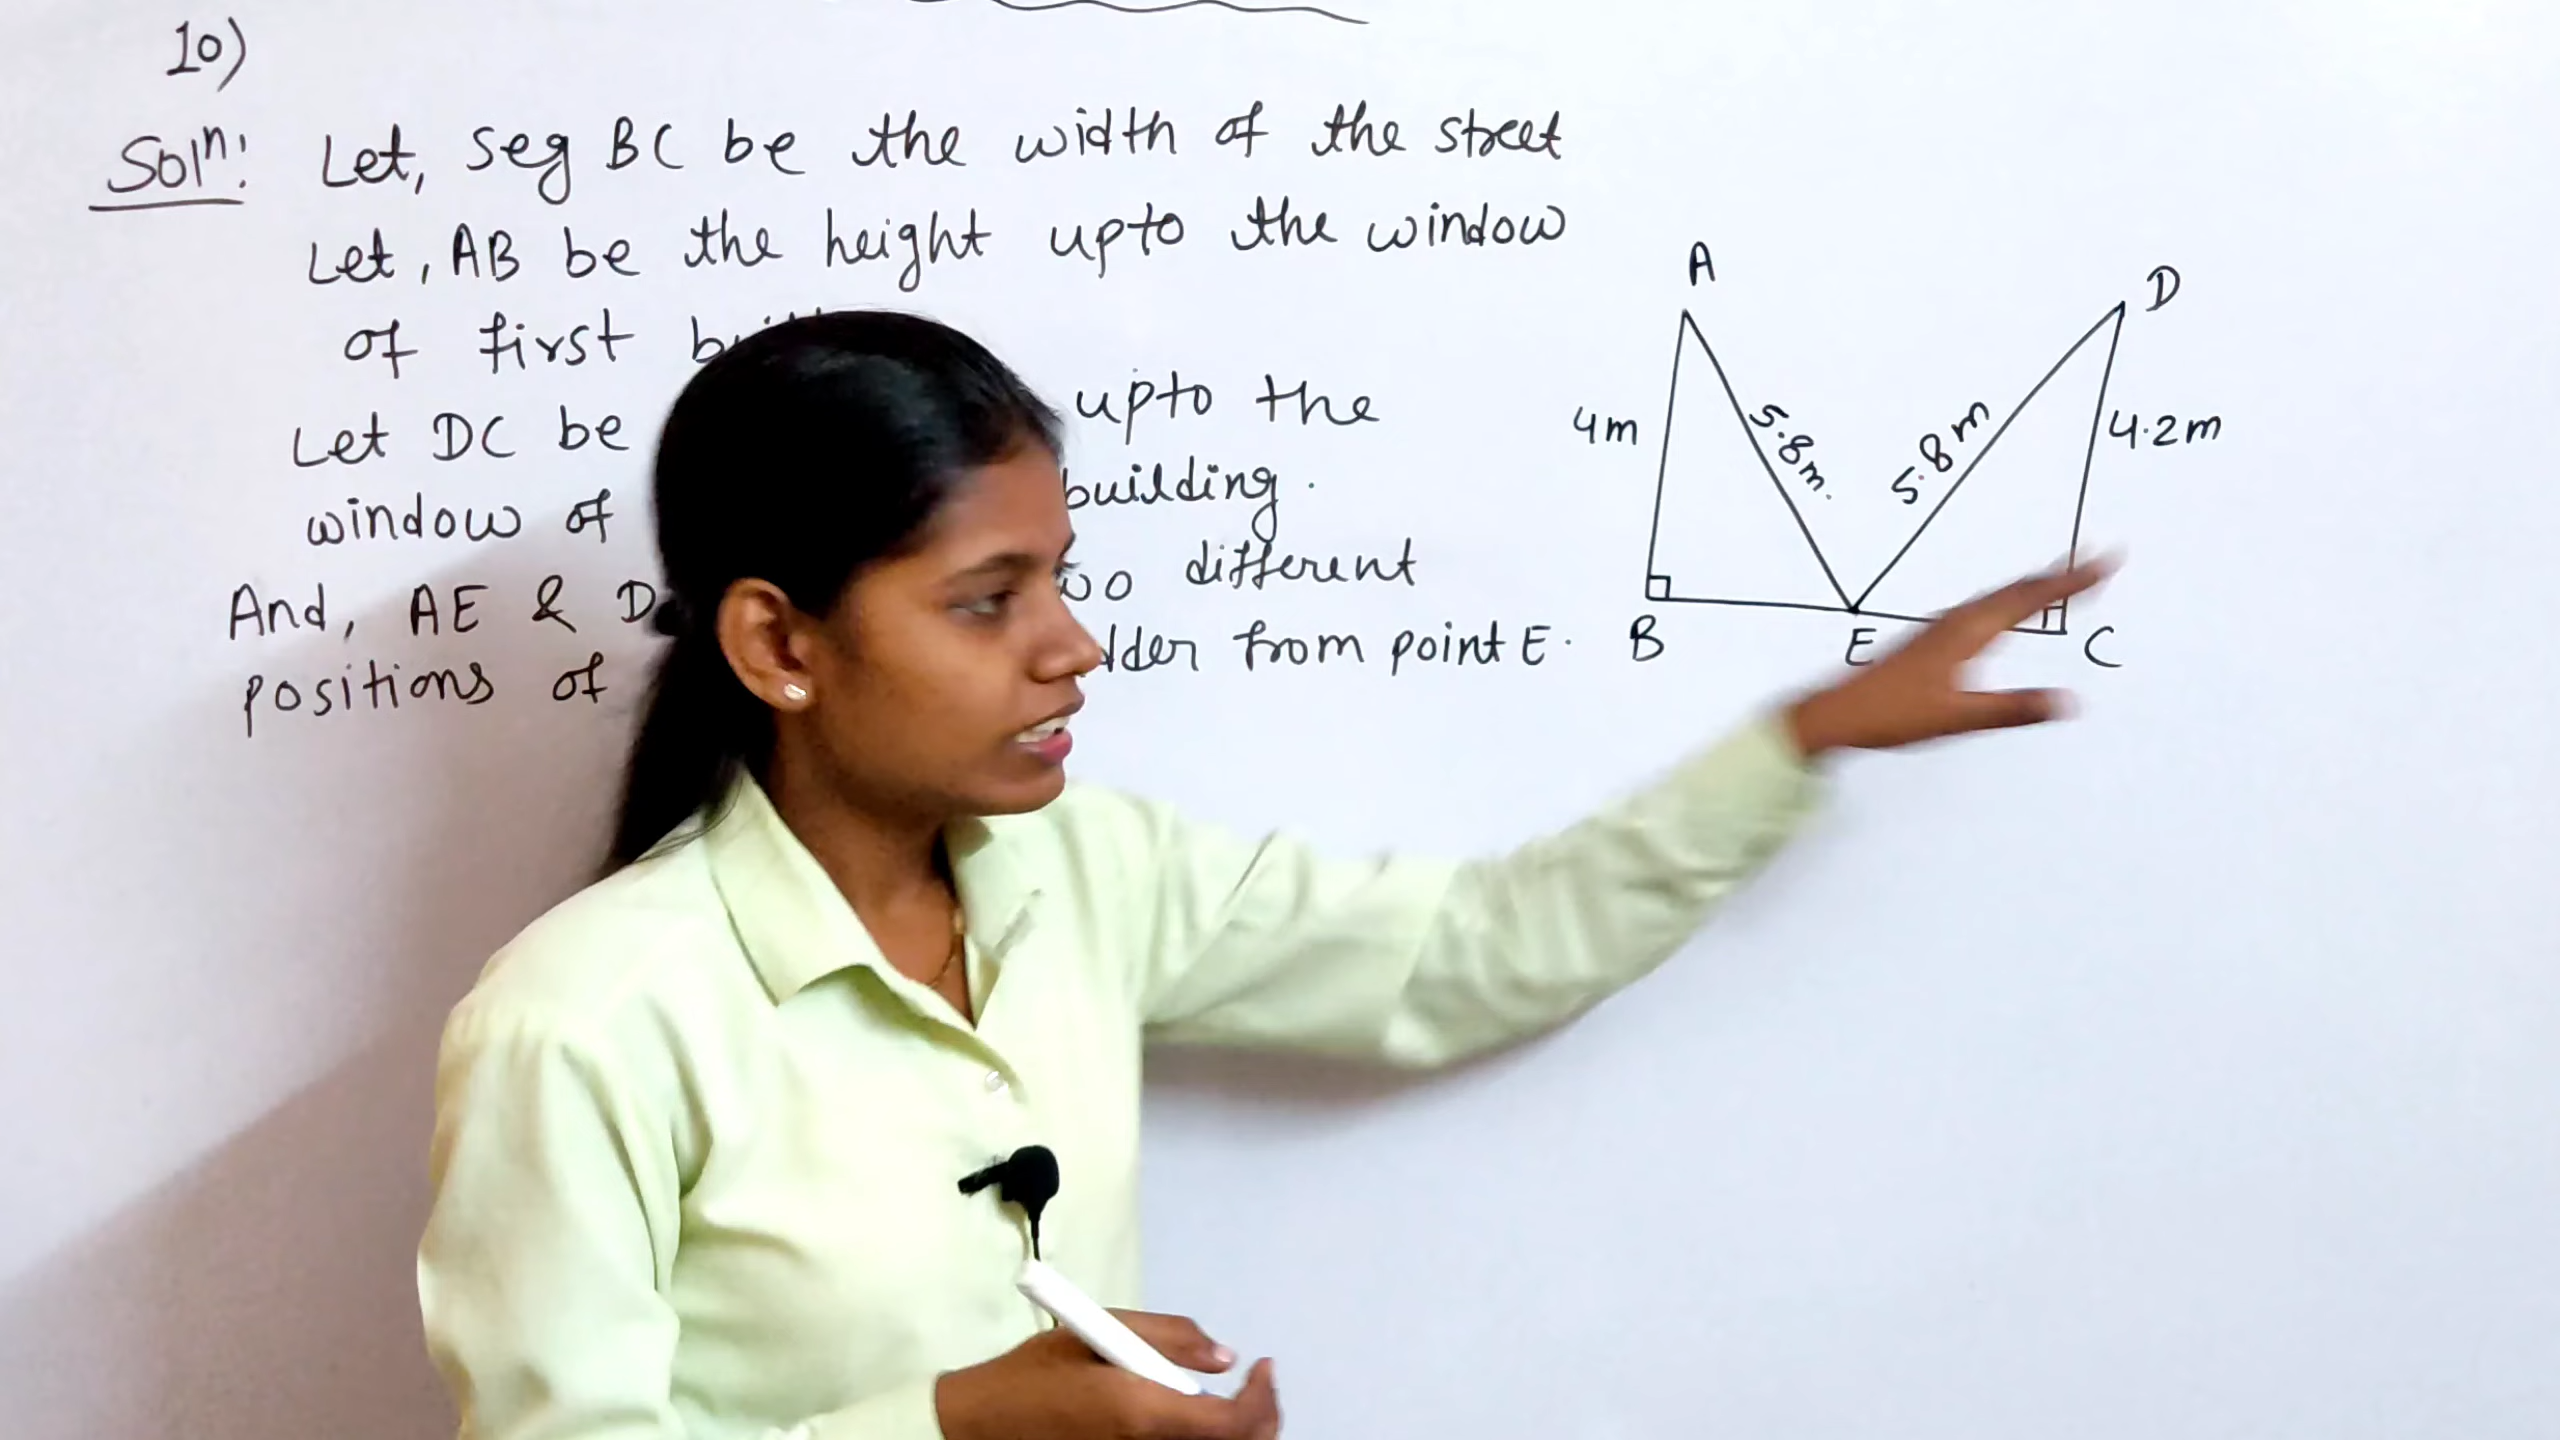 10)
Solⁿ: Let, seg BC be the width of the street
Let, AB be the height upto the window
of first
Let DC be upto the
window of building.
And, AE & different
positions of from point E.
A
D
4m
5.8m.
5.8m
4.2m
B
E
C